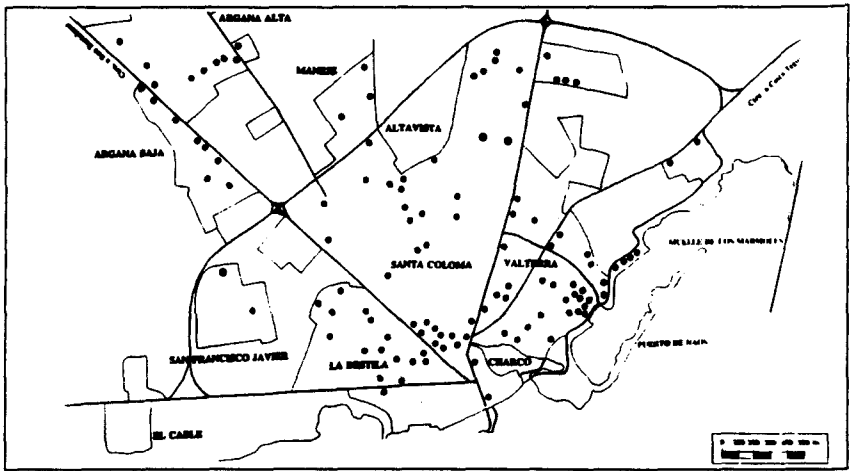 ARGANA ALTA
MANEJE
ALTAVISTA
ARGANA BAJA
MUELLE DE LOS MARMOLES
SANTA COLOMA
VALTERRA
PUERTO DE NAOS
SAN FRANCISCO JAVIER
LA DESTILA
CHARCO
EL CABLE